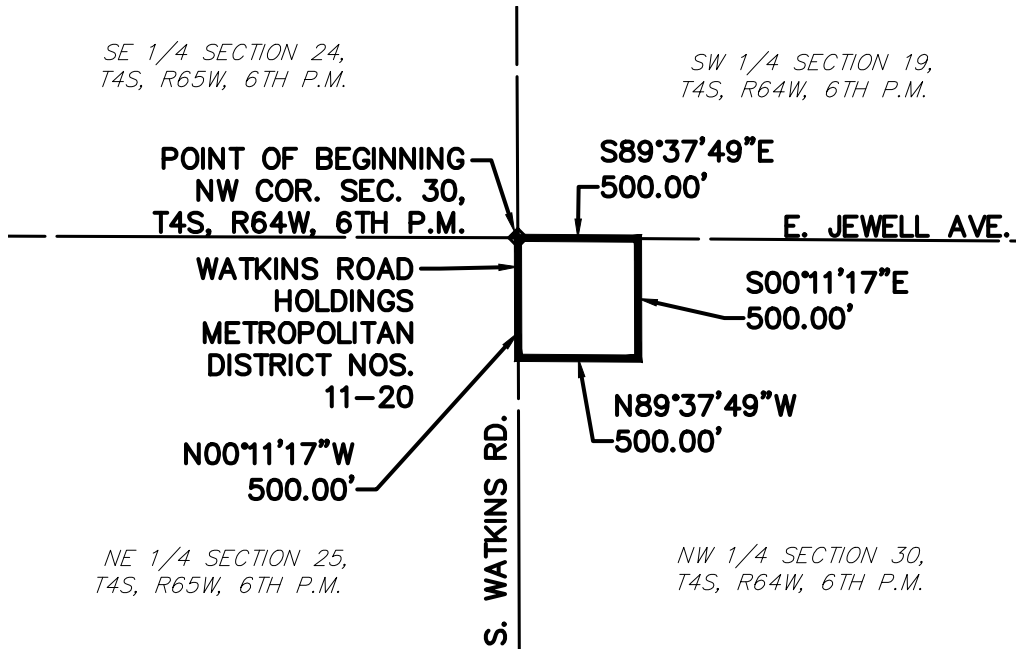 SE 1/4 SECTION 24,
T4S, R65W, 6TH P.M.
SW 1/4 SECTION 19,
T4S, R64W, 6TH P.M.
POINT OF BEGINNING
NW COR. SEC. 30,
T4S, R64W, 6TH P.M.
S89°37'49"E
500.00'
E. JEWELL AVE.
WATKINS ROAD
HOLDINGS
METROPOLITAN
DISTRICT NOS.
11-20
S00°11'17"E
500.00'
N89°37'49"W
500.00'
N00°11'17"W
500.00'
S. WATKINS RD.
NE 1/4 SECTION 25,
T4S, R65W, 6TH P.M.
NW 1/4 SECTION 30,
T4S, R64W, 6TH P.M.